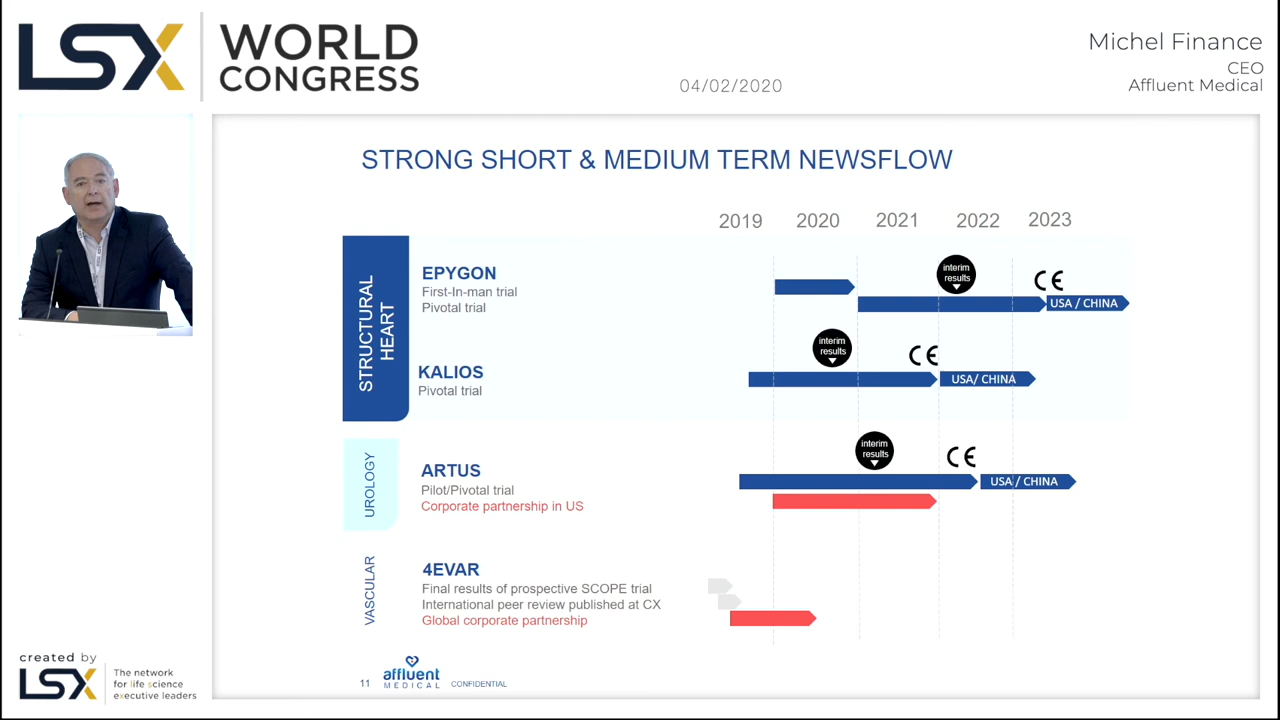 LSX WORLD CONGRESS
Michel Finance
CEO
Affluent Medical
04/02/2020
STRONG SHORT & MEDIUM TERM NEWSFLOW
2019 2020 2021 2022 2023
STRUCTURAL HEART
EPYGON
First-In-man trial
Pivotal trial
interim
results
CE
USA / CHINA
KALIOS
Pivotal trial
interim
results
CE
USA/ CHINA
UROLOGY
ARTUS
Pilot/Pivotal trial
Corporate partnership in US
interim
results
CE
USA / CHINA
VASCULAR
4EVAR
Final results of prospective SCOPE trial
International peer review published at CX
Global corporate partnership
11
affluent
MEDICAL
CONFIDENTIAL
created by
LSX
The network
for life science
executive leaders